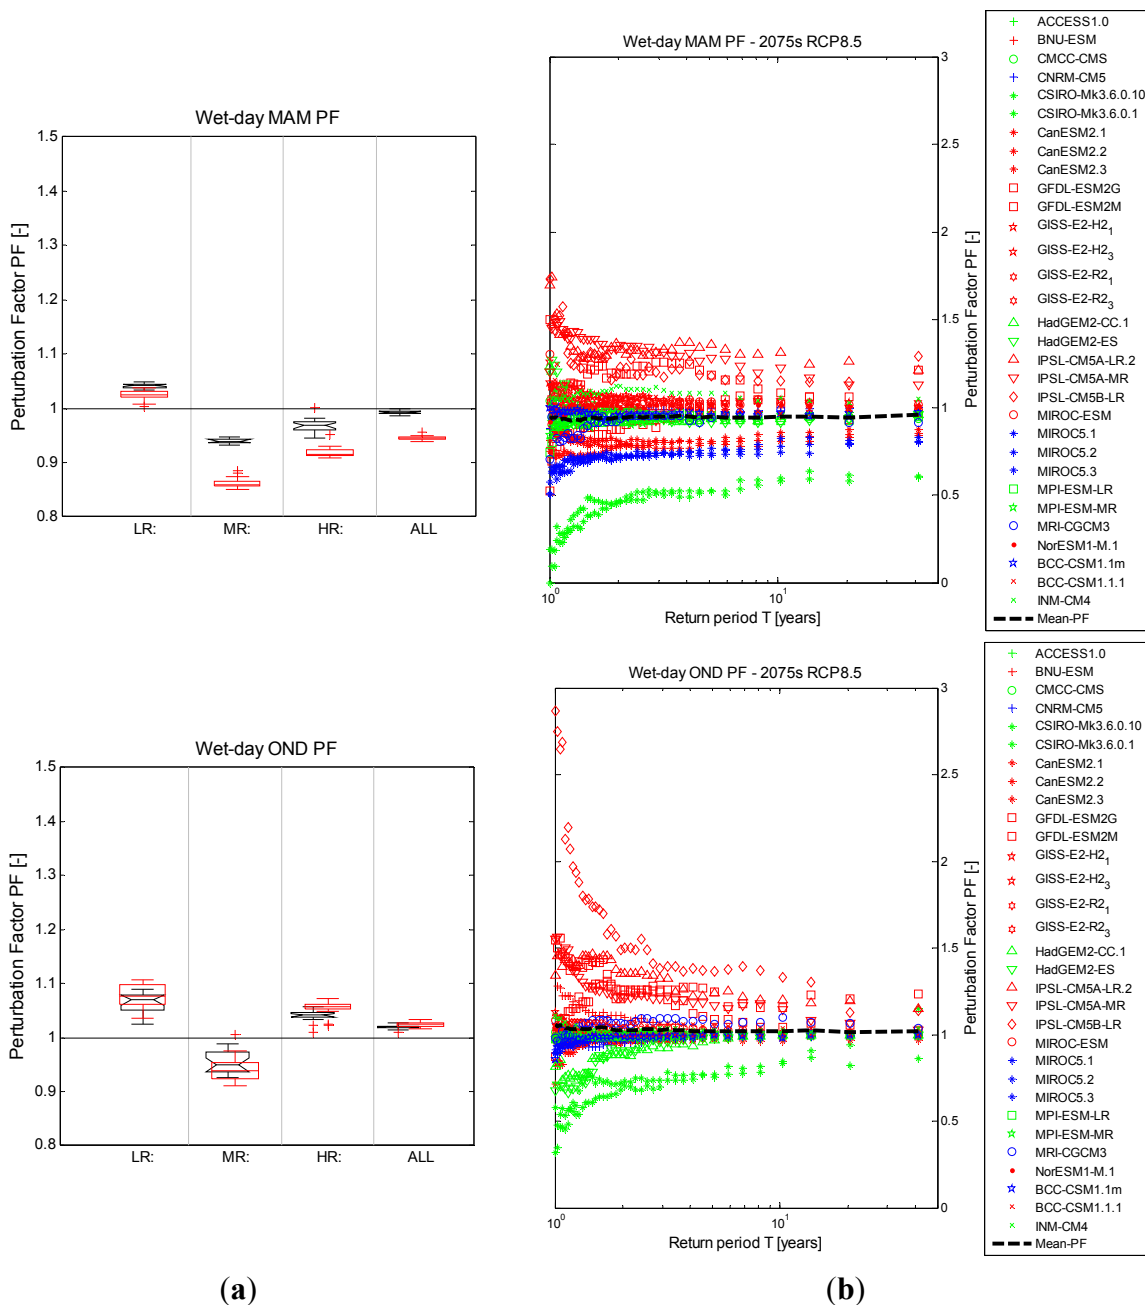 Wet-day MAM PF
1.5
1.4
1.3
1.2
1.1
1
0.9
0.8
Perturbation Factor PF [-]
LR:
MR:
HR:
ALL
Wet-day MAM PF - 2075s RCP8.5
3
2.5
2
1.5
1
0.5
0
Perturbation Factor PF [-]
10^0
10^1
Return period T [years]
ACCESS1.0
BNU-ESM
CMCC-CMS
CNRM-CM5
CSIRO-Mk3.6.0.10
CSIRO-Mk3.6.0.1
CanESM2.1
CanESM2.2
CanESM2.3
GFDL-ESM2G
GFDL-ESM2M
GISS-E2-H2_1
GISS-E2-H2_3
GISS-E2-R2_1
GISS-E2-R2_3
HadGEM2-CC.1
HadGEM2-ES
IPSL-CM5A-LR.2
IPSL-CM5A-MR
IPSL-CM5B-LR
MIROC-ESM
MIROC5.1
MIROC5.2
MIROC5.3
MPI-ESM-LR
MPI-ESM-MR
MRI-CGCM3
NorESM1-M.1
BCC-CSM1.1m
BCC-CSM1.1.1
INM-CM4
Mean-PF
Wet-day OND PF
1.5
1.4
1.3
1.2
1.1
1
0.9
0.8
Perturbation Factor PF [-]
LR:
MR:
HR:
ALL
Wet-day OND PF - 2075s RCP8.5
3
2.5
2
1.5
1
0.5
0
Perturbation Factor PF [-]
10^0
10^1
Return period T [years]
ACCESS1.0
BNU-ESM
CMCC-CMS
CNRM-CM5
CSIRO-Mk3.6.0.10
CSIRO-Mk3.6.0.1
CanESM2.1
CanESM2.2
CanESM2.3
GFDL-ESM2G
GFDL-ESM2M
GISS-E2-H2_1
GISS-E2-H2_3
GISS-E2-R2_1
GISS-E2-R2_3
HadGEM2-CC.1
HadGEM2-ES
IPSL-CM5A-LR.2
IPSL-CM5A-MR
IPSL-CM5B-LR
MIROC-ESM
MIROC5.1
MIROC5.2
MIROC5.3
MPI-ESM-LR
MPI-ESM-MR
MRI-CGCM3
NorESM1-M.1
BCC-CSM1.1m
BCC-CSM1.1.1
INM-CM4
Mean-PF
(a)
(b)